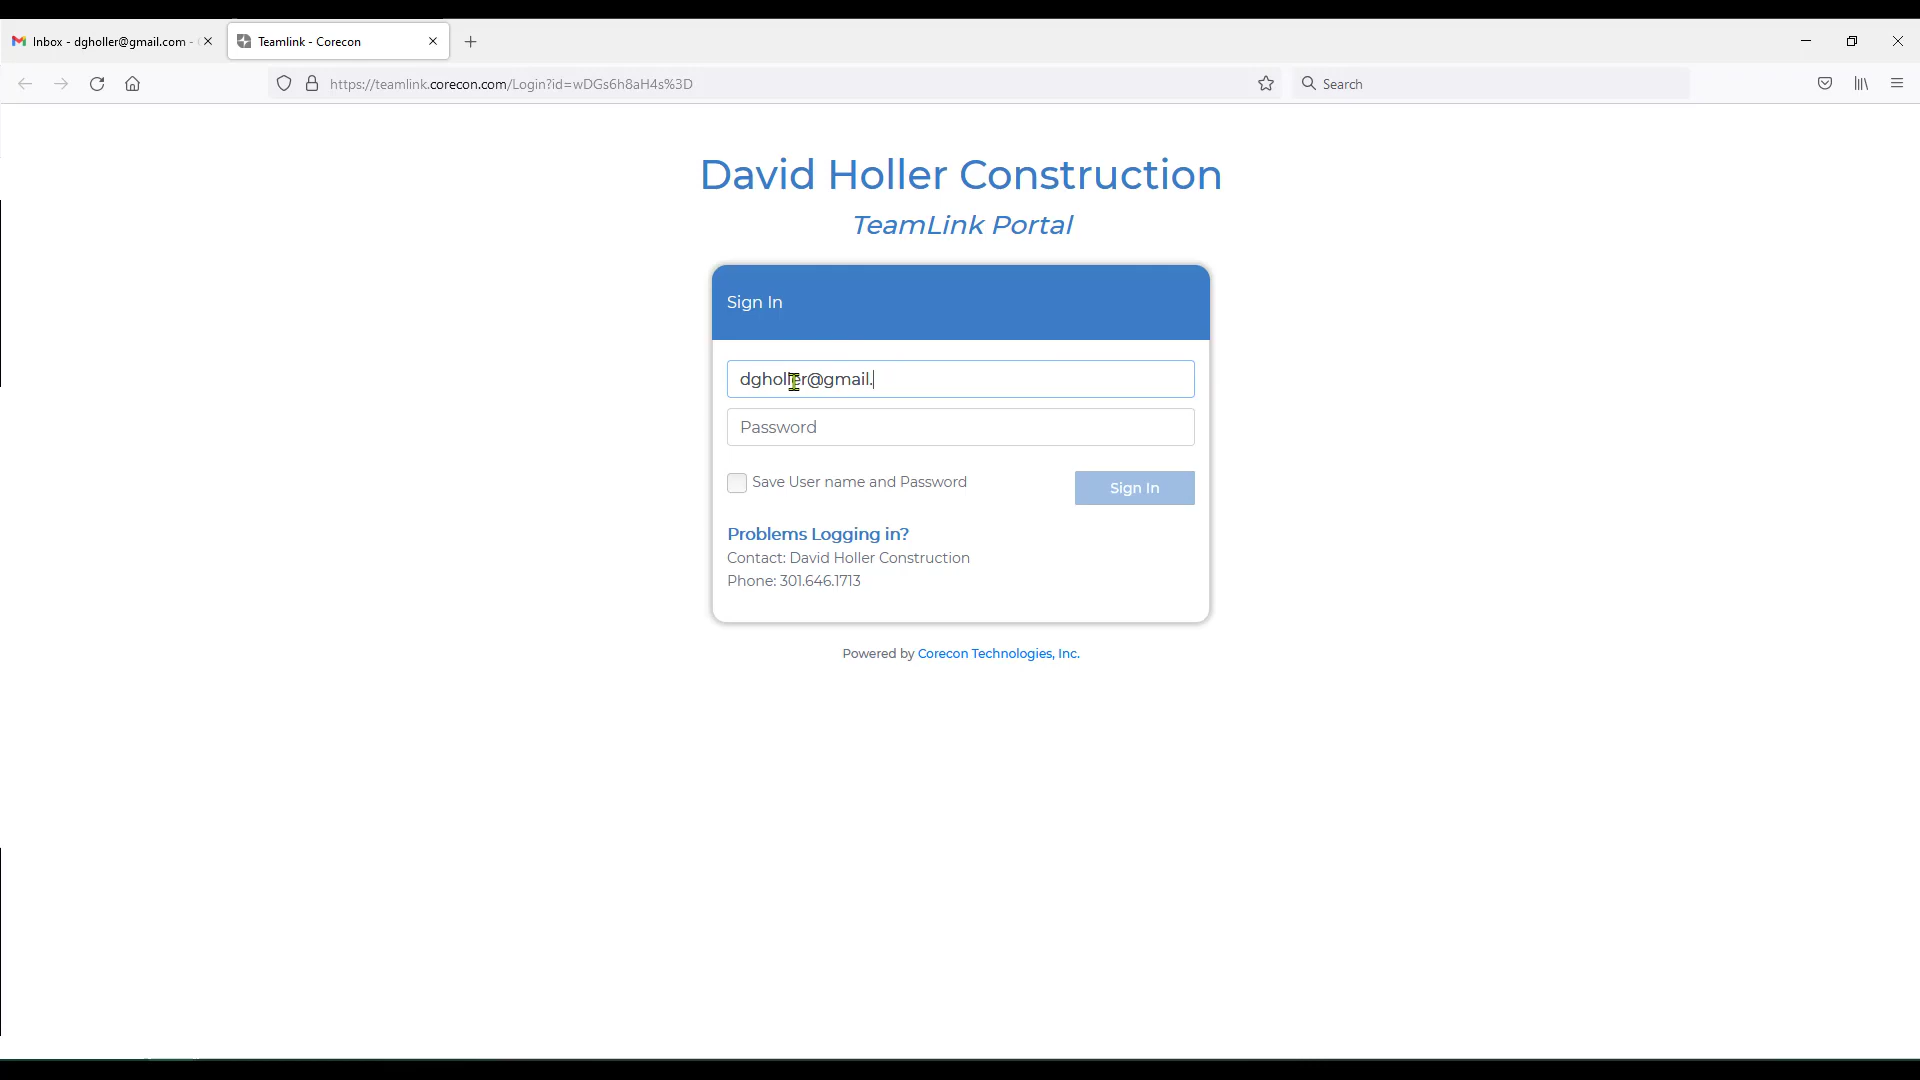 Inbox - dgholler@gmail.com -
Teamlink - Corecon
https://teamlink.corecon.com/Login?id=wDGs6h8aH4s%3D
Search
David Holler Construction
TeamLink Portal
Sign In
dgholler@gmail.
Password
Save User name and Password
Sign In
Problems Logging in?
Contact: David Holler Construction
Phone: 301.646.1713
Powered by Corecon Technologies, Inc.